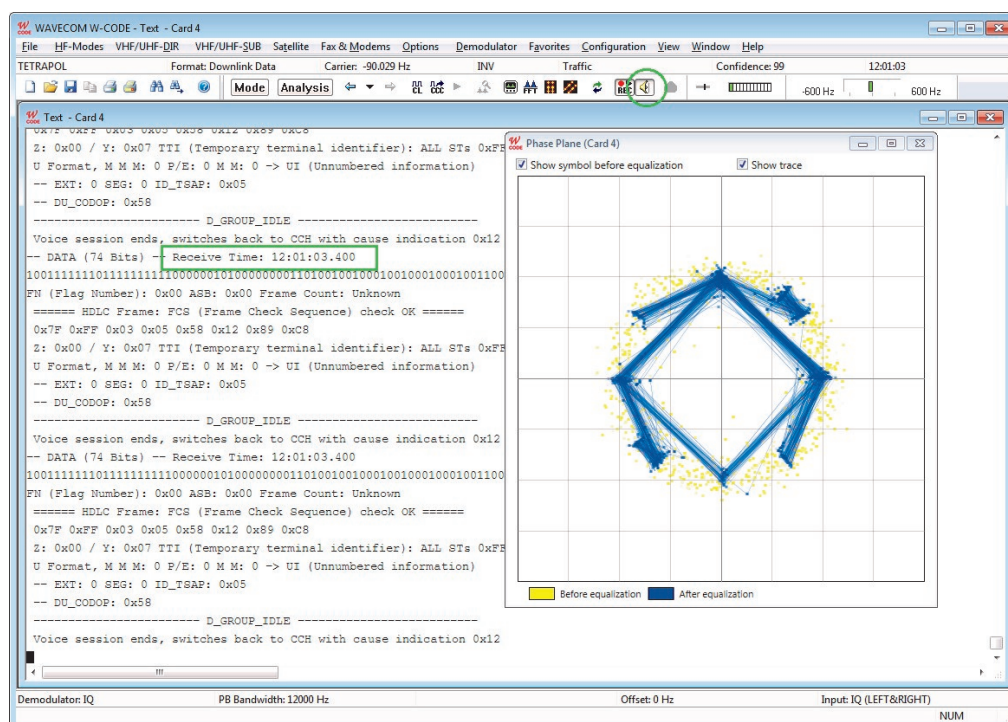 WAVECOM W-CODE - Text - Card 4
File HF-Modes VHF/UHF-DIR VHF/UHF-SUB Satellite Fax & Modems Options Demodulator Favorites Configuration View Window Help
TETRAPOL Format: Downlink Data Carrier: -90.029 Hz INV Traffic Confidence: 99 12:01:03
Mode Analysis REC -600 Hz 600 Hz
Text - Card 4
0x7F 0xFF 0x03 0x05 0x58 0x12 0x89 0xC8
Z: 0x00 / Y: 0x07 TTI (Temporary terminal identifier): ALL STs 0xFF
U Format, M M M: 0 P/E: 0 M M: 0 -> UI (Unnumbered information)
-- EXT: 0 SEG: 0 ID_TSAP: 0x05
-- DU_CODOP: 0x58
------------------------ D_GROUP_IDLE --------------------------
Voice session ends, switches back to CCH with cause indication 0x12
-- DATA (74 Bits) -- Receive Time: 12:01:03.400
FN (Flag Number): 0x00 ASB: 0x00 Frame Count: Unknown
====== HDLC Frame: FCS (Frame Check Sequence) check OK ======
0x7F 0xFF 0x03 0x05 0x58 0x12 0x89 0xC8
Z: 0x00 / Y: 0x07 TTI (Temporary terminal identifier): ALL STs 0xFF
U Format, M M M: 0 P/E: 0 M M: 0 -> UI (Unnumbered information)
-- EXT: 0 SEG: 0 ID_TSAP: 0x05
-- DU_CODOP: 0x58
------------------------ D_GROUP_IDLE --------------------------
Voice session ends, switches back to CCH with cause indication 0x12
-- DATA (74 Bits) -- Receive Time: 12:01:03.400
FN (Flag Number): 0x00 ASB: 0x00 Frame Count: Unknown
====== HDLC Frame: FCS (Frame Check Sequence) check OK ======
0x7F 0xFF 0x03 0x05 0x58 0x12 0x89 0xC8
Z: 0x00 / Y: 0x07 TTI (Temporary terminal identifier): ALL STs 0xFF
U Format, M M M: 0 P/E: 0 M M: 0 -> UI (Unnumbered information)
-- EXT: 0 SEG: 0 ID_TSAP: 0x05
-- DU_CODOP: 0x58
------------------------ D_GROUP_IDLE --------------------------
Voice session ends, switches back to CCH with cause indication 0x12
Phase Plane (Card 4)
Show symbol before equalization Show trace
Before equalization After equalization
Demodulator: IQ PB Bandwidth: 12000 Hz Offset: 0 Hz Input: IQ (LEFT&RIGHT)
NUM